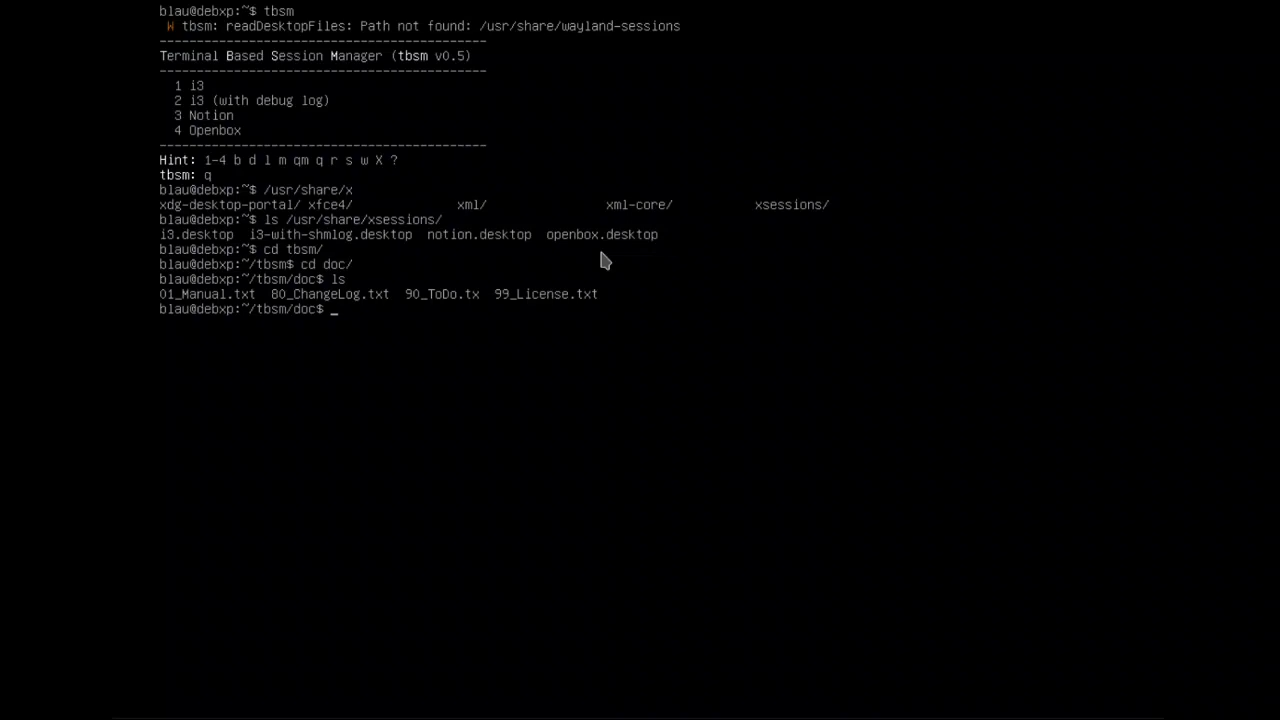 blau@debxp:~$ tbsm
W tbsm: readDesktopFiles: Path not found: /usr/share/wayland-sessions
--------------------------------------------
Terminal Based Session Manager (tbsm v0.5)
--------------------------------------------
1 i3
2 i3 (with debug log)
3 Notion
4 Openbox
--------------------------------------------
Hint: 1-4 b d l m qm q r s w X ?
tbsm: q
blau@debxp:~$ /usr/share/x
xdg-desktop-portal/ xfce4/ xml/ xml-core/ xsessions/
blau@debxp:~$ ls /usr/share/xsessions/
i3.desktop i3-with-shmlog.desktop notion.desktop openbox.desktop
blau@debxp:~$ cd tbsm/
blau@debxp:~/tbsm$ cd doc/
blau@debxp:~/tbsm/doc$ ls
01_Manual.txt 80_ChangeLog.txt 90_ToDo.tx 99_License.txt
blau@debxp:~/tbsm/doc$ _